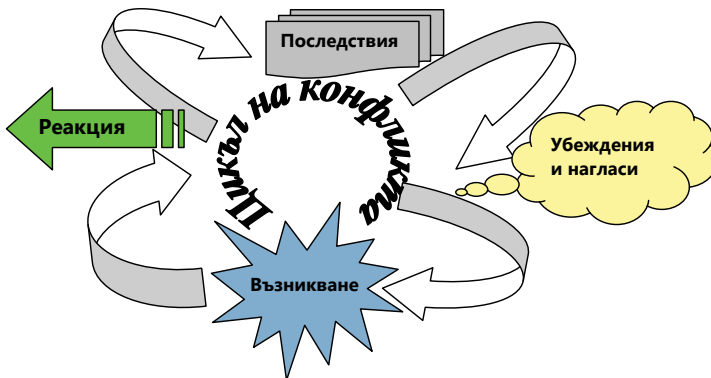 Последствия
Цикъл на конфликта
Реакция
Убеждения
и нагласи
Възникване